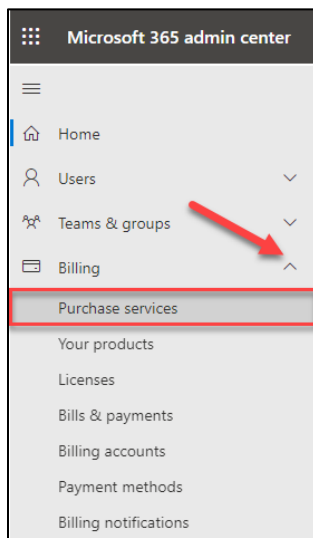 Microsoft 365 admin center
Home
Users
Teams & groups
Billing
Purchase services
Your products
Licenses
Bills & payments
Billing accounts
Payment methods
Billing notifications